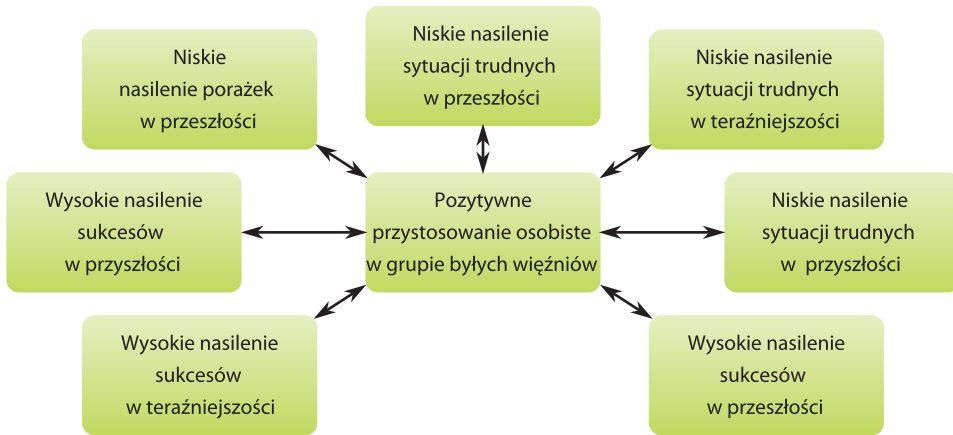 Niskie
nasilenie porażek
w przeszłości
Niskie nasilenie
sytuacji trudnych
w przeszłości
Niskie nasilenie
sytuacji trudnych
w teraźniejszości
Wysokie nasilenie
sukcesów
w przyszłości
Pozytywne
przystosowanie osobiste
w grupie byłych więźniów
Niskie nasilenie
sytuacji trudnych
w przyszłości
Wysokie nasilenie
sukcesów
w teraźniejszości
Wysokie nasilenie
sukcesów
w przeszłości